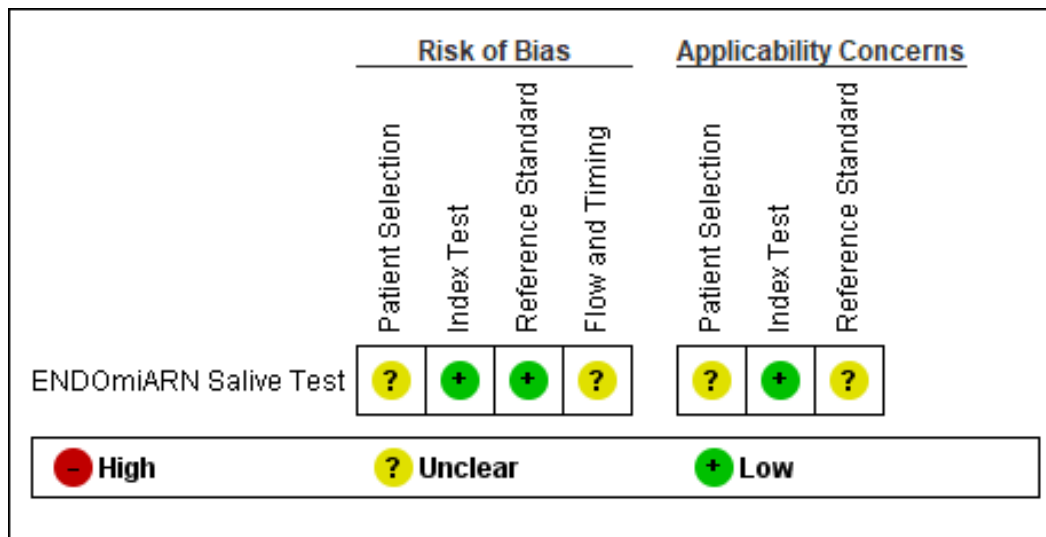 Risk of Bias
Applicability Concerns
Patient Selection
Index Test
Reference Standard
Flow and Timing
Patient Selection
Index Test
Reference Standard
ENDOmiARN Salive Test ? + + ? ? + ?
- High ? Unclear + Low